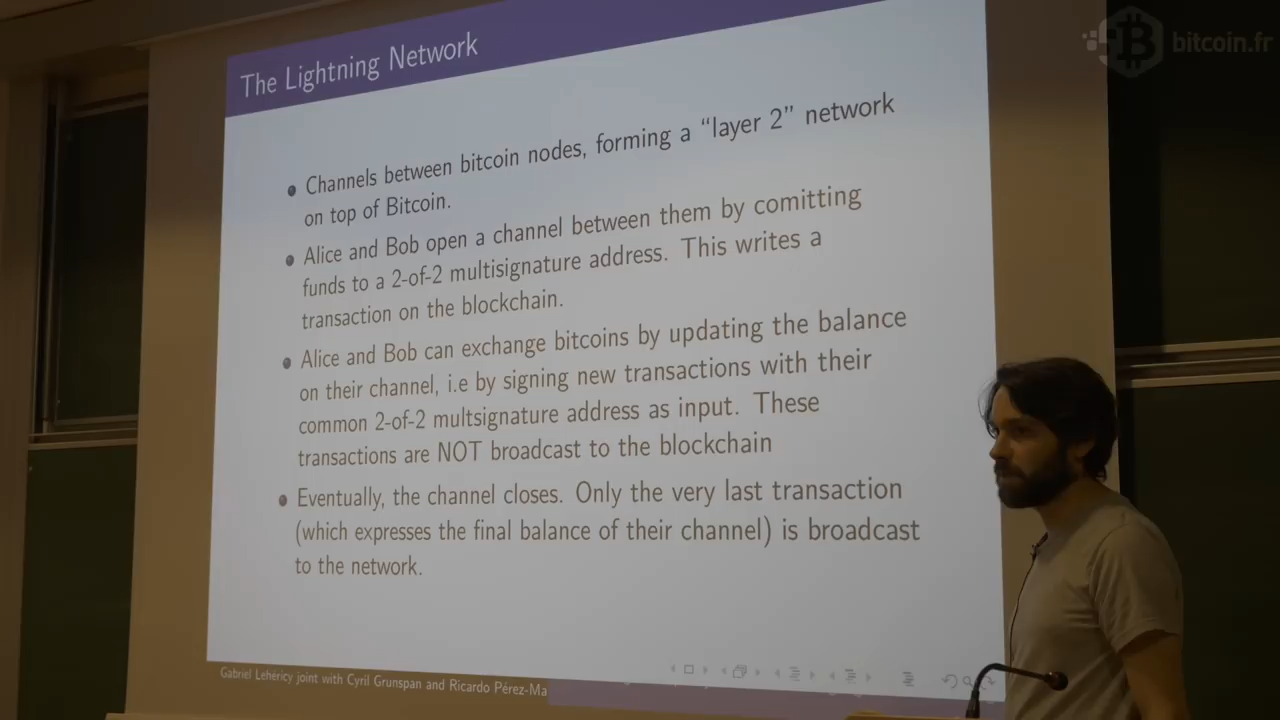 bitcoin.fr
The Lightning Network
Channels between bitcoin nodes, forming a “layer 2” network
on top of Bitcoin.
Alice and Bob open a channel between them by comitting
funds to a 2-of-2 multisignature address. This writes a
transaction on the blockchain.
Alice and Bob can exchange bitcoins by updating the balance
on their channel, i.e by signing new transactions with their
common 2-of-2 multsignature address as input. These
transactions are NOT broadcast to the blockchain
Eventually, the channel closes. Only the very last transaction
(which expresses the final balance of their channel) is broadcast
to the network.
Gabriel Lehéricy joint with Cyril Grunspan and Ricardo Pérez-Ma